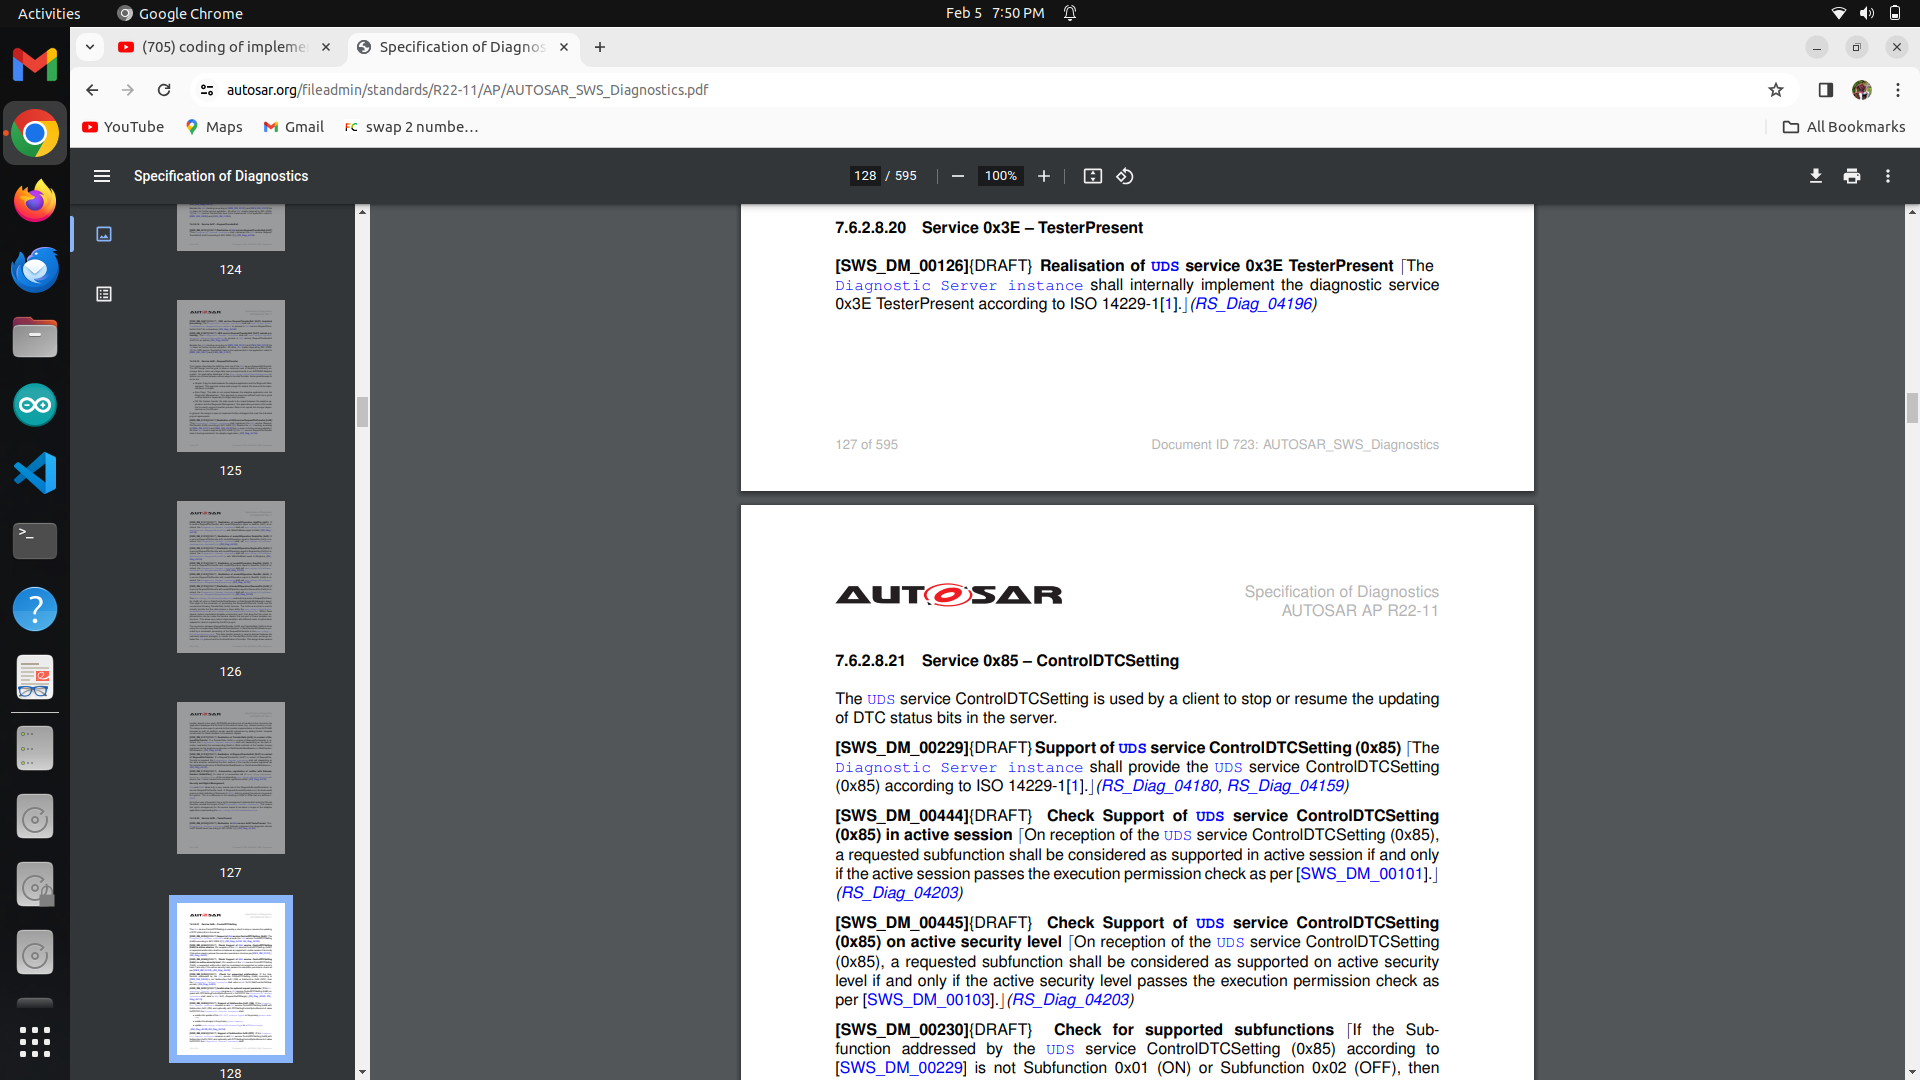 Activities
Google Chrome
Feb 5 7:50 PM
(705) coding of impleme
Specification of Diagnos
autosar.org/fileadmin/standards/R22-11/AP/AUTOSAR_SWS_Diagnostics.pdf
YouTube
Maps
Gmail
swap 2 numbe…
All Bookmarks
Specification of Diagnostics
128 / 595
100%
124
125
126
127
128
7.6.2.8.20 Service 0x3E – TesterPresent
[SWS_DM_00126]{DRAFT} Realisation of UDS service 0x3E TesterPresent ⌈The
Diagnostic Server instance shall internally implement the diagnostic service
0x3E TesterPresent according to ISO 14229-1[1].⌋(RS_Diag_04196)
127 of 595
Document ID 723: AUTOSAR_SWS_Diagnostics
AUTOSAR
Specification of Diagnostics
AUTOSAR AP R22-11
7.6.2.8.21 Service 0x85 – ControlDTCSetting
The UDS service ControlDTCSetting is used by a client to stop or resume the updating
of DTC status bits in the server.
[SWS_DM_00229]{DRAFT} Support of UDS service ControlDTCSetting (0x85) ⌈The
Diagnostic Server instance shall provide the UDS service ControlDTCSetting
(0x85) according to ISO 14229-1[1].⌋(RS_Diag_04180, RS_Diag_04159)
[SWS_DM_00444]{DRAFT} Check Support of UDS service ControlDTCSetting
(0x85) in active session ⌈On reception of the UDS service ControlDTCSetting (0x85),
a requested subfunction shall be considered as supported in active session if and only
if the active session passes the execution permission check as per [SWS_DM_00101].⌋
(RS_Diag_04203)
[SWS_DM_00445]{DRAFT} Check Support of UDS service ControlDTCSetting
(0x85) on active security level ⌈On reception of the UDS service ControlDTCSetting
(0x85), a requested subfunction shall be considered as supported on active security
level if and only if the active security level passes the execution permission check as
per [SWS_DM_00103].⌋(RS_Diag_04203)
[SWS_DM_00230]{DRAFT} Check for supported subfunctions ⌈If the Sub-
function addressed by the UDS service ControlDTCSetting (0x85) according to
[SWS_DM_00229] is not Subfunction 0x01 (ON) or Subfunction 0x02 (OFF), then